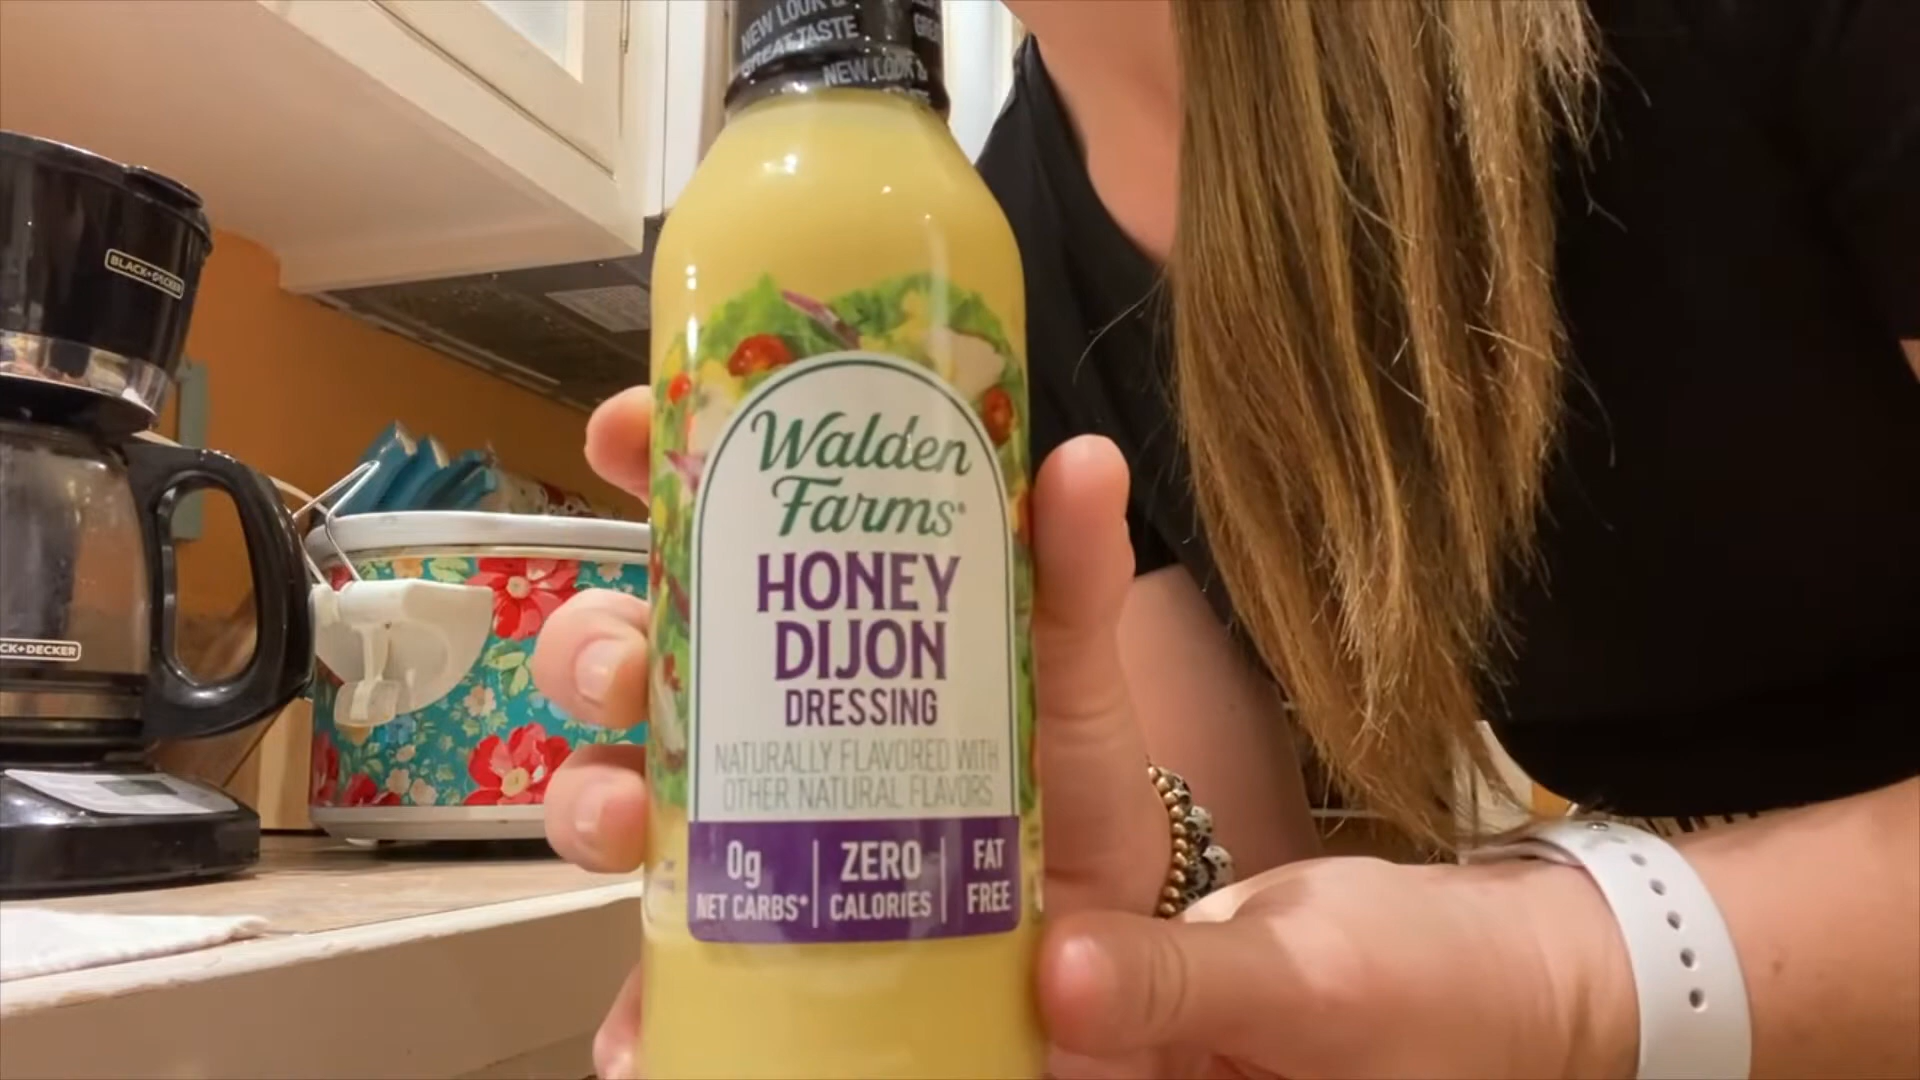 NEW LOOK &
GREAT TASTE
NEW LOOK &
BLACK+DECKER
CK+DECKER
Walden
Farms
HONEY
DIJON
DRESSING
NATURALLY FLAVORED WITH
OTHER NATURAL FLAVORS
0g
NET CARBS*
ZERO
CALORIES
FAT
FREE